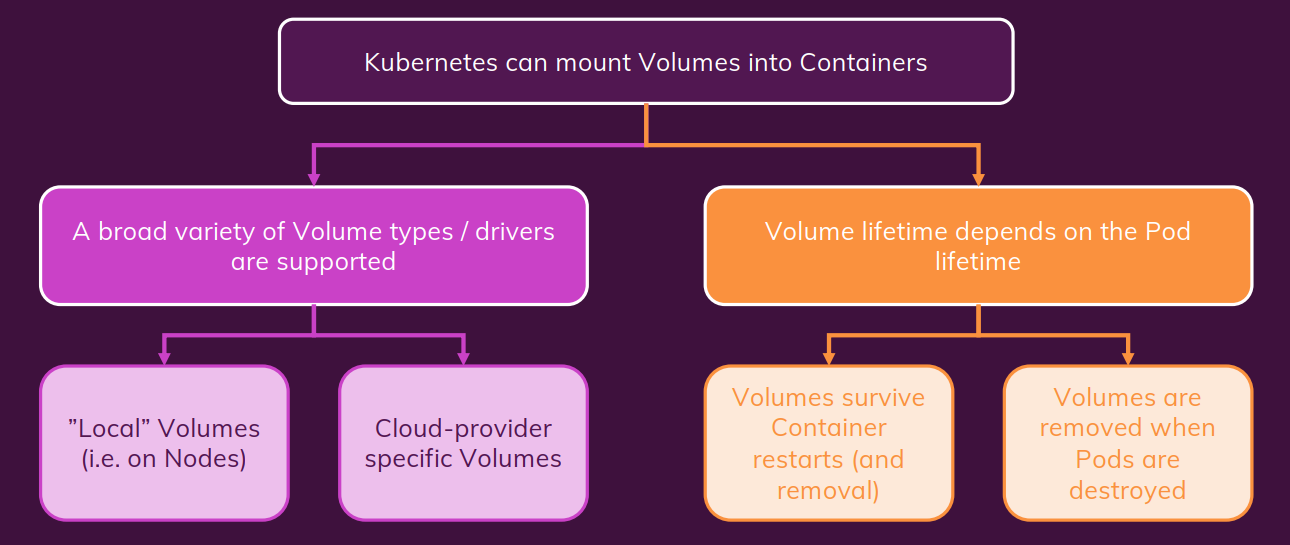 Kubernetes can mount Volumes into Containers
A broad variety of Volume types / drivers
are supported
Volume lifetime depends on the Pod
lifetime
”Local” Volumes
(i.e. on Nodes)
Cloud-provider
specific Volumes
Volumes survive
Container
restarts (and
removal)
Volumes are
removed when
Pods are
destroyed